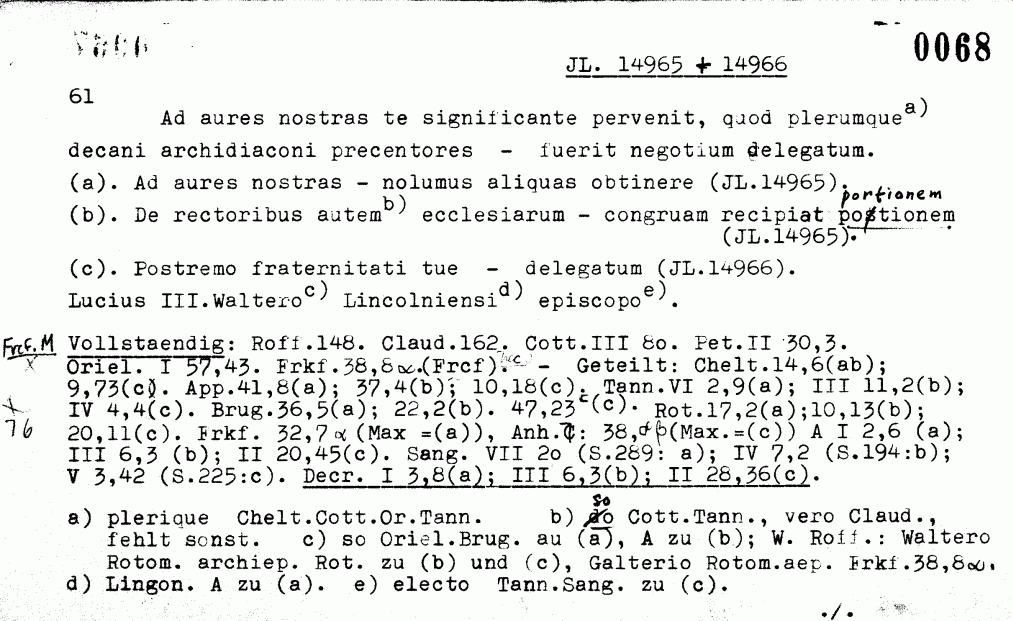 0068
JL. 14965 + 14966
61
Ad aures nostras te significante pervenit, quod plerumque a)
decani archidiaconi precentores - fuerit negotium delegatum.
(a). Ad aures nostras - nolumus aliquas obtinere (JL.14965).
portionem
(b). De rectoribus autem b) ecclesiarum - congruam recipiat postionem
(JL.14965).
(c). Postremo fraternitati tue - delegatum (JL.14966).
Lucius III.Waltero c) Lincolniensi d) episcopo e).
Frcf. M Vollstaendig: Roff.148. Claud.162. Cott.III 8o. Pet.II 30,3.
Oriel. I 57,43. Frkf.38,8∝.(Frcf). - Geteilt: Chelt.14,6(ab);
9,73(c). App.41,8(a); 37,4(b); 10,18(c). Tann.VI 2,9(a); III 11,2(b);
IV 4,4(c). Brug.36,5(a); 22,2(b). 47,23 (c). Rot.17,2(a);10,13(b);
76 20,11(c). Frkf. 32,7 α (Max =(a)), Anh.: 38, αβ(Max.=(c)) A I 2,6 (a);
III 6,3 (b); II 20,45(c). Sang. VII 2o (S.289: a); IV 7,2 (S.194:b);
V 3,42 (S.225:c). Decr. I 3,8(a); III 6,3(b); II 28,36(c).
so
a) plerique Chelt.Cott.Or.Tann. b) do Cott.Tann., vero Claud.,
fehlt sonst. c) so Oriel.Brug. au (a), A zu (b); W. Roff.: Waltero
Rotom. archiep. Rot. zu (b) und (c), Galterio Rotom.aep. Frkf.38,8∝.
d) Lingon. A zu (a). e) electo Tann.Sang. zu (c).
./.